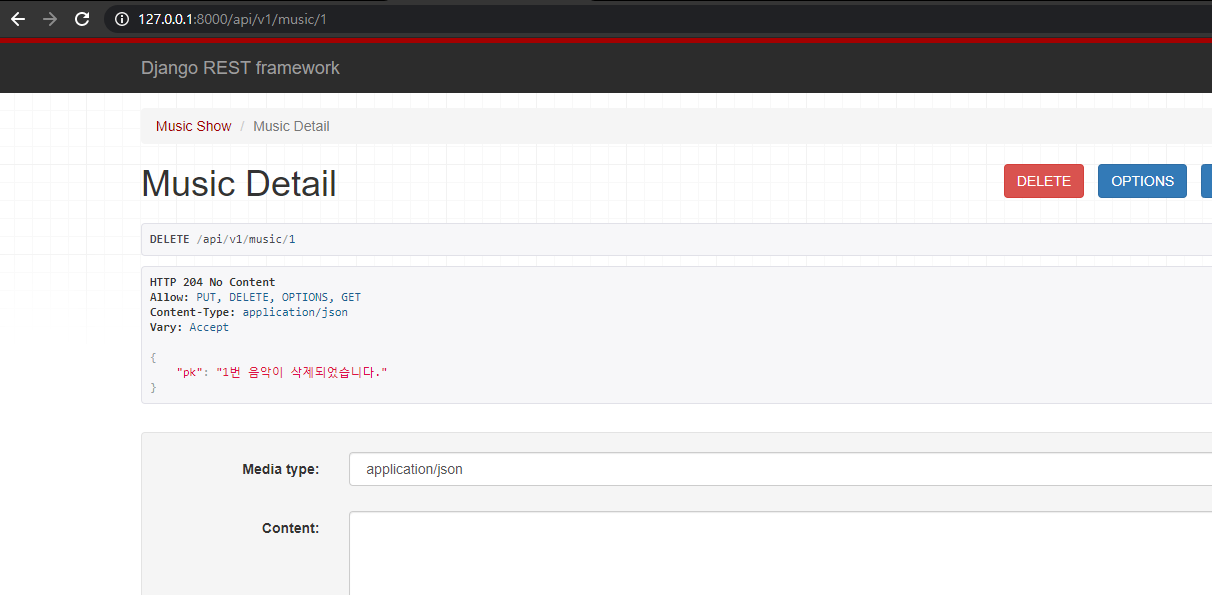 127.0.0.1:8000/api/v1/music/1
Django REST framework
Music Show / Music Detail
Music Detail
DELETE OPTIONS
DELETE /api/v1/music/1
HTTP 204 No Content
Allow: PUT, DELETE, OPTIONS, GET
Content-Type: application/json
Vary: Accept
{
"pk": "1번 음악이 삭제되었습니다."
}
Media type: application/json
Content: